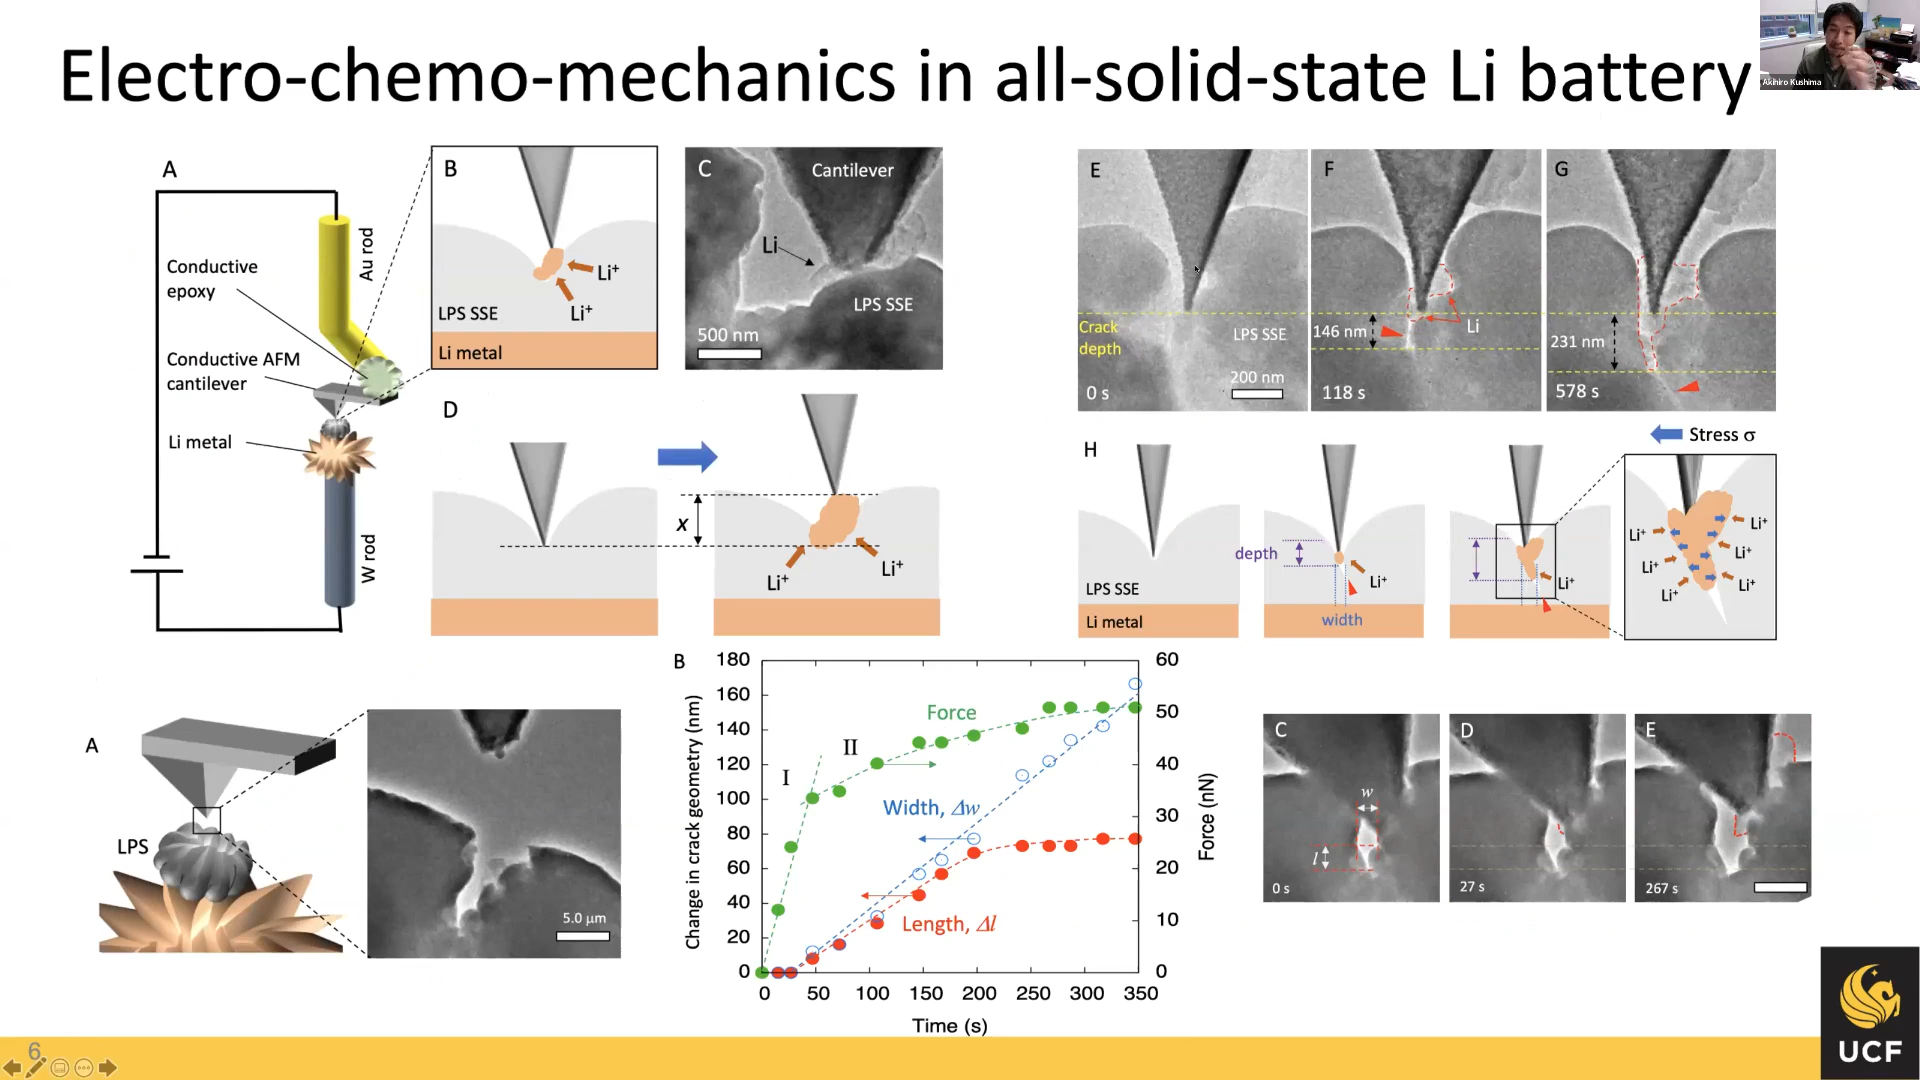 Electro-chemo-mechanics in all-solid-state Li battery
Akihiro Kushima
A
Au rod
Conductive
epoxy
Conductive AFM
cantilever
Li metal
W rod
B
Li⁺
Li⁺
LPS SSE
Li metal
C
Cantilever
Li
LPS SSE
500 nm
D
x
Li⁺
Li⁺
E
Crack
depth
LPS SSE
200 nm
0 s
F
146 nm
Li
118 s
G
231 nm
578 s
H
Stress σ
depth
Li⁺
Li⁺
LPS SSE
Li metal
width
Li⁺
Li⁺
Li⁺
Li⁺
Li⁺
Li⁺
A
LPS
5.0 µm
B
Change in crack geometry (nm)
180
160
140
120
100
80
60
40
20
0
Force
I
II
Width, Δw
Length, Δl
60
50
40
30
20
10
0
Force (nN)
0 50 100 150 200 250 300 350
Time (s)
C
w
l
0 s
D
27 s
E
267 s
6
UCF